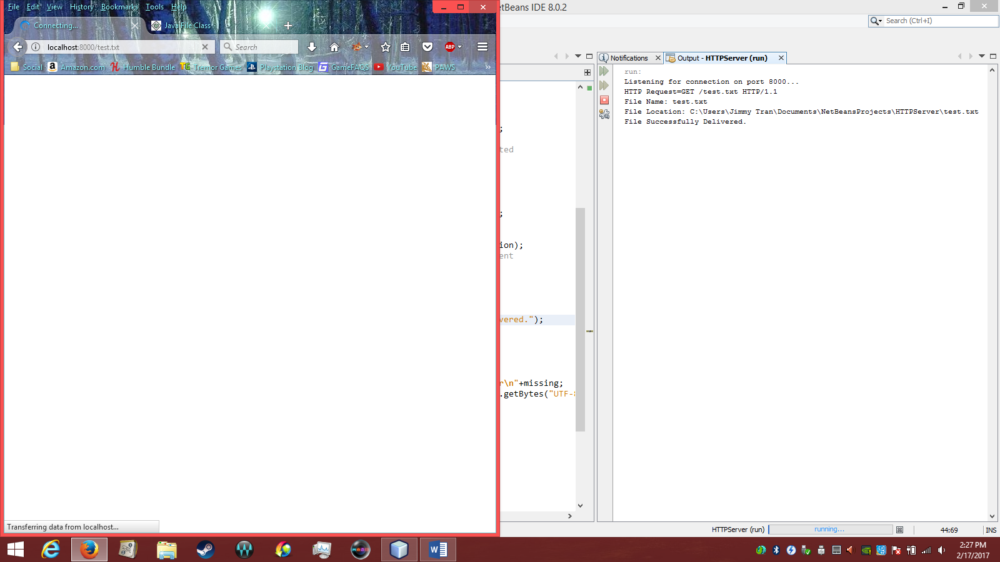 File Edit View History Bookmarks Tools Help
Connecting...
Java File Class
localhost:8000/test.txt
Search
ABP
Social
Amazon.com
Humble Bundle
Tremor Games
Playstation Blog
GameFAQS
YouTube
PAWS
»
Transferring data from localhost...
tBeans IDE 8.0.2
Search (Ctrl+I)
;
ted
;
ion);
ent
vered.");
r\n"+missing;
.getBytes("UTF-8
Notifications
Output - HTTPServer (run)
run:
Listening for connection on port 8000...
HTTP Request=GET /test.txt HTTP/1.1
File Name: test.txt
File Location: C:\Users\Jimmy Tran\Documents\NetBeansProjects\HTTPServer\test.txt
File Successfully Delivered.
HTTPServer (run)
running...
44:69
INS
2:27 PM
2/17/2017